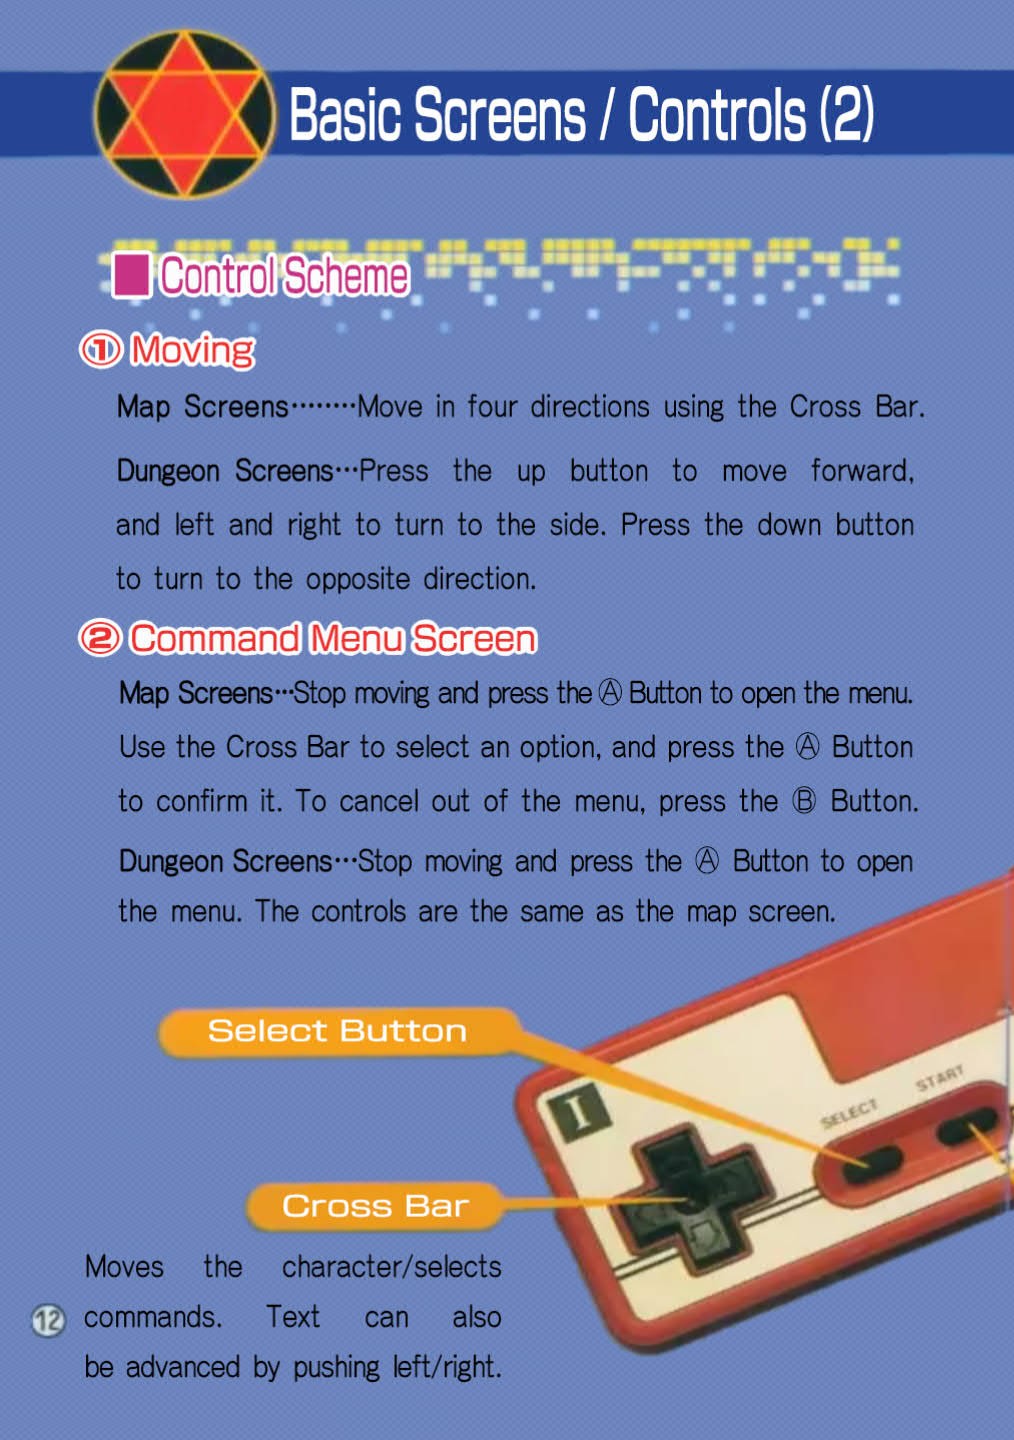 Basic Screens / Controls (2)
Control Scheme
① Moving
Map Screens………Move in four directions using the Cross Bar.
Dungeon Screens…Press the up button to move forward,
and left and right to turn to the side. Press the down button
to turn to the opposite direction.
② Command Menu Screen
Map Screens…Stop moving and press the Ⓐ Button to open the menu.
Use the Cross Bar to select an option, and press the Ⓐ Button
to confirm it. To cancel out of the menu, press the Ⓑ Button.
Dungeon Screens…Stop moving and press the Ⓐ Button to open
the menu. The controls are the same as the map screen.
Select Button
SELECT
START
I
Cross Bar
Moves the character/selects
commands. Text can also
be advanced by pushing left/right.
12